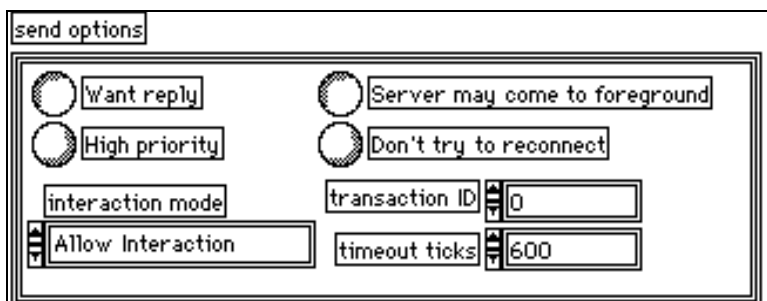 send options
Want reply
Server may come to foreground
High priority
Don't try to reconnect
interaction mode
transaction ID 0
Allow Interaction
timeout ticks 600